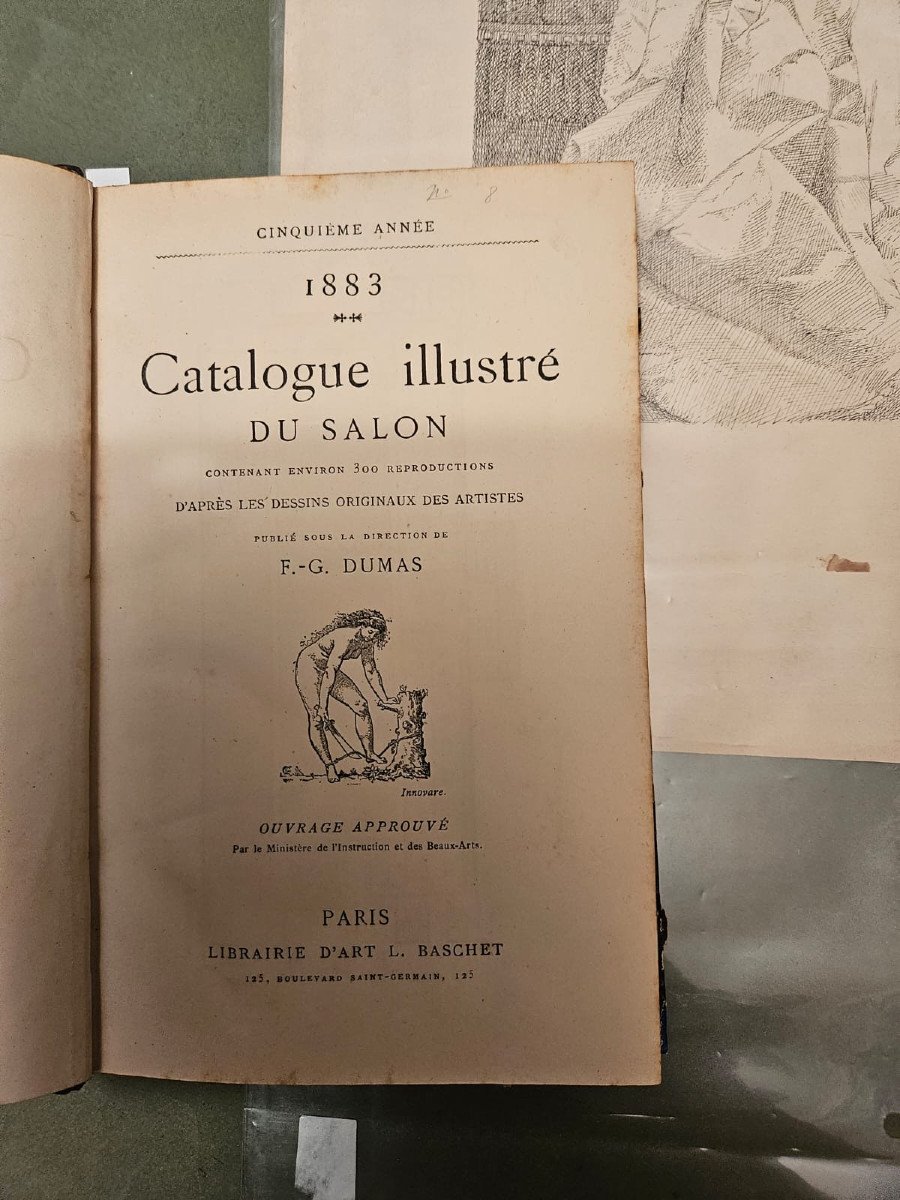 No 8
CINQUIÈME ANNÉE
1883
Catalogue illustré
DU SALON
CONTENANT ENVIRON 300 REPRODUCTIONS
D'APRÈS LES DESSINS ORIGINAUX DES ARTISTES
PUBLIÉ SOUS LA DIRECTION DE
F.-G. DUMAS
Innovare.
OUVRAGE APPROUVÉ
Par le Ministère de l'Instruction et des Beaux-Arts.
PARIS
LIBRAIRIE D'ART L. BASCHET
125, BOULEVARD SAINT-GERMAIN, 125